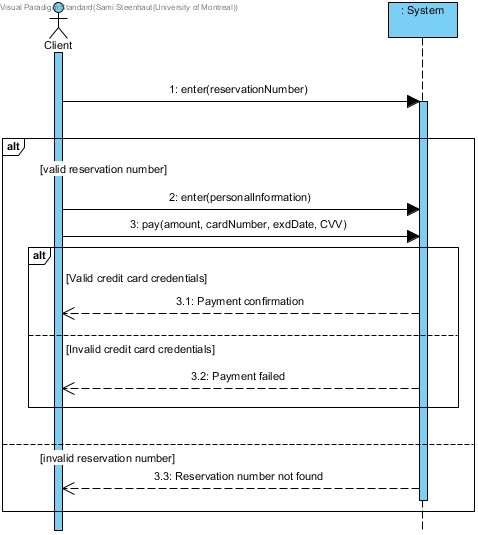 Visual Paradigm Standard(Sami Steenhaut(University of Montreal))
Client
: System
1: enter(reservationNumber)
alt
[valid reservation number]
2: enter(personalInformation)
3: pay(amount, cardNumber, exdDate, CVV)
alt
[Valid credit card credentials]
3.1: Payment confirmation
[Invalid credit card credentials]
3.2: Payment failed
[invalid reservation number]
3.3: Reservation number not found